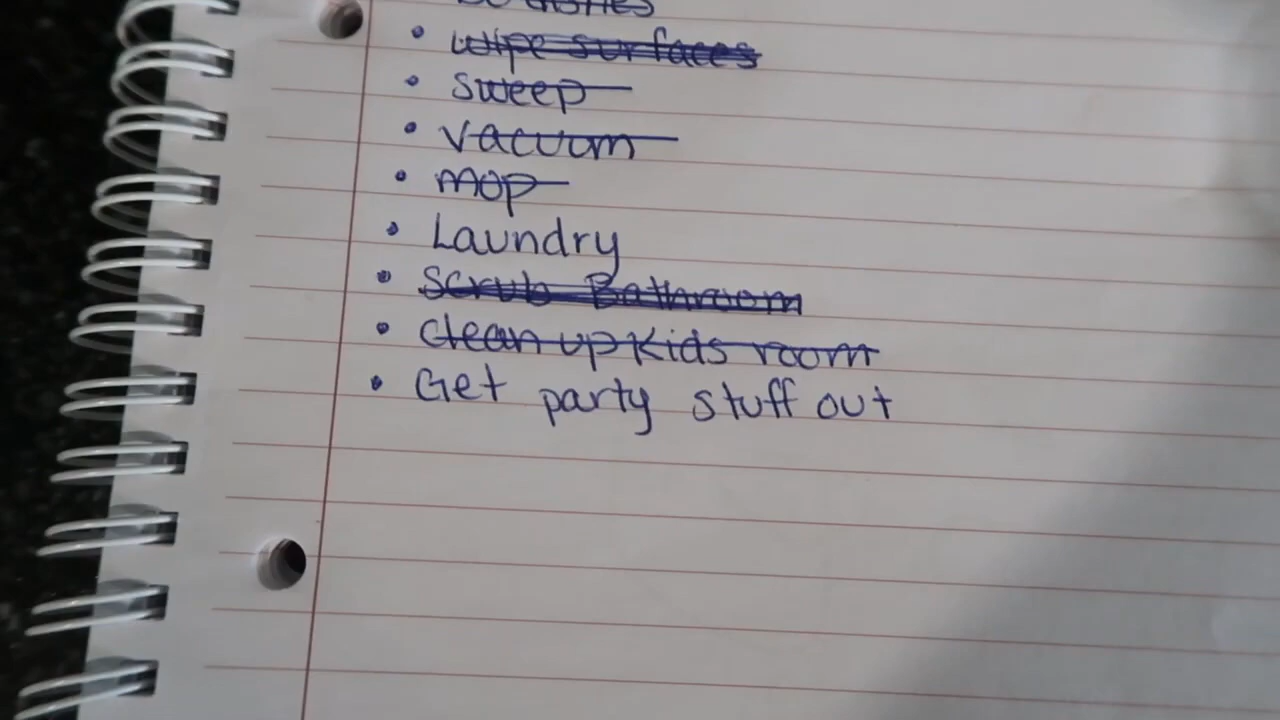 • wipe surfaces
• sweep
• vacuum
• mop
• Laundry
• Scrub Bathroom
• Clean up Kids room
• Get party stuff out